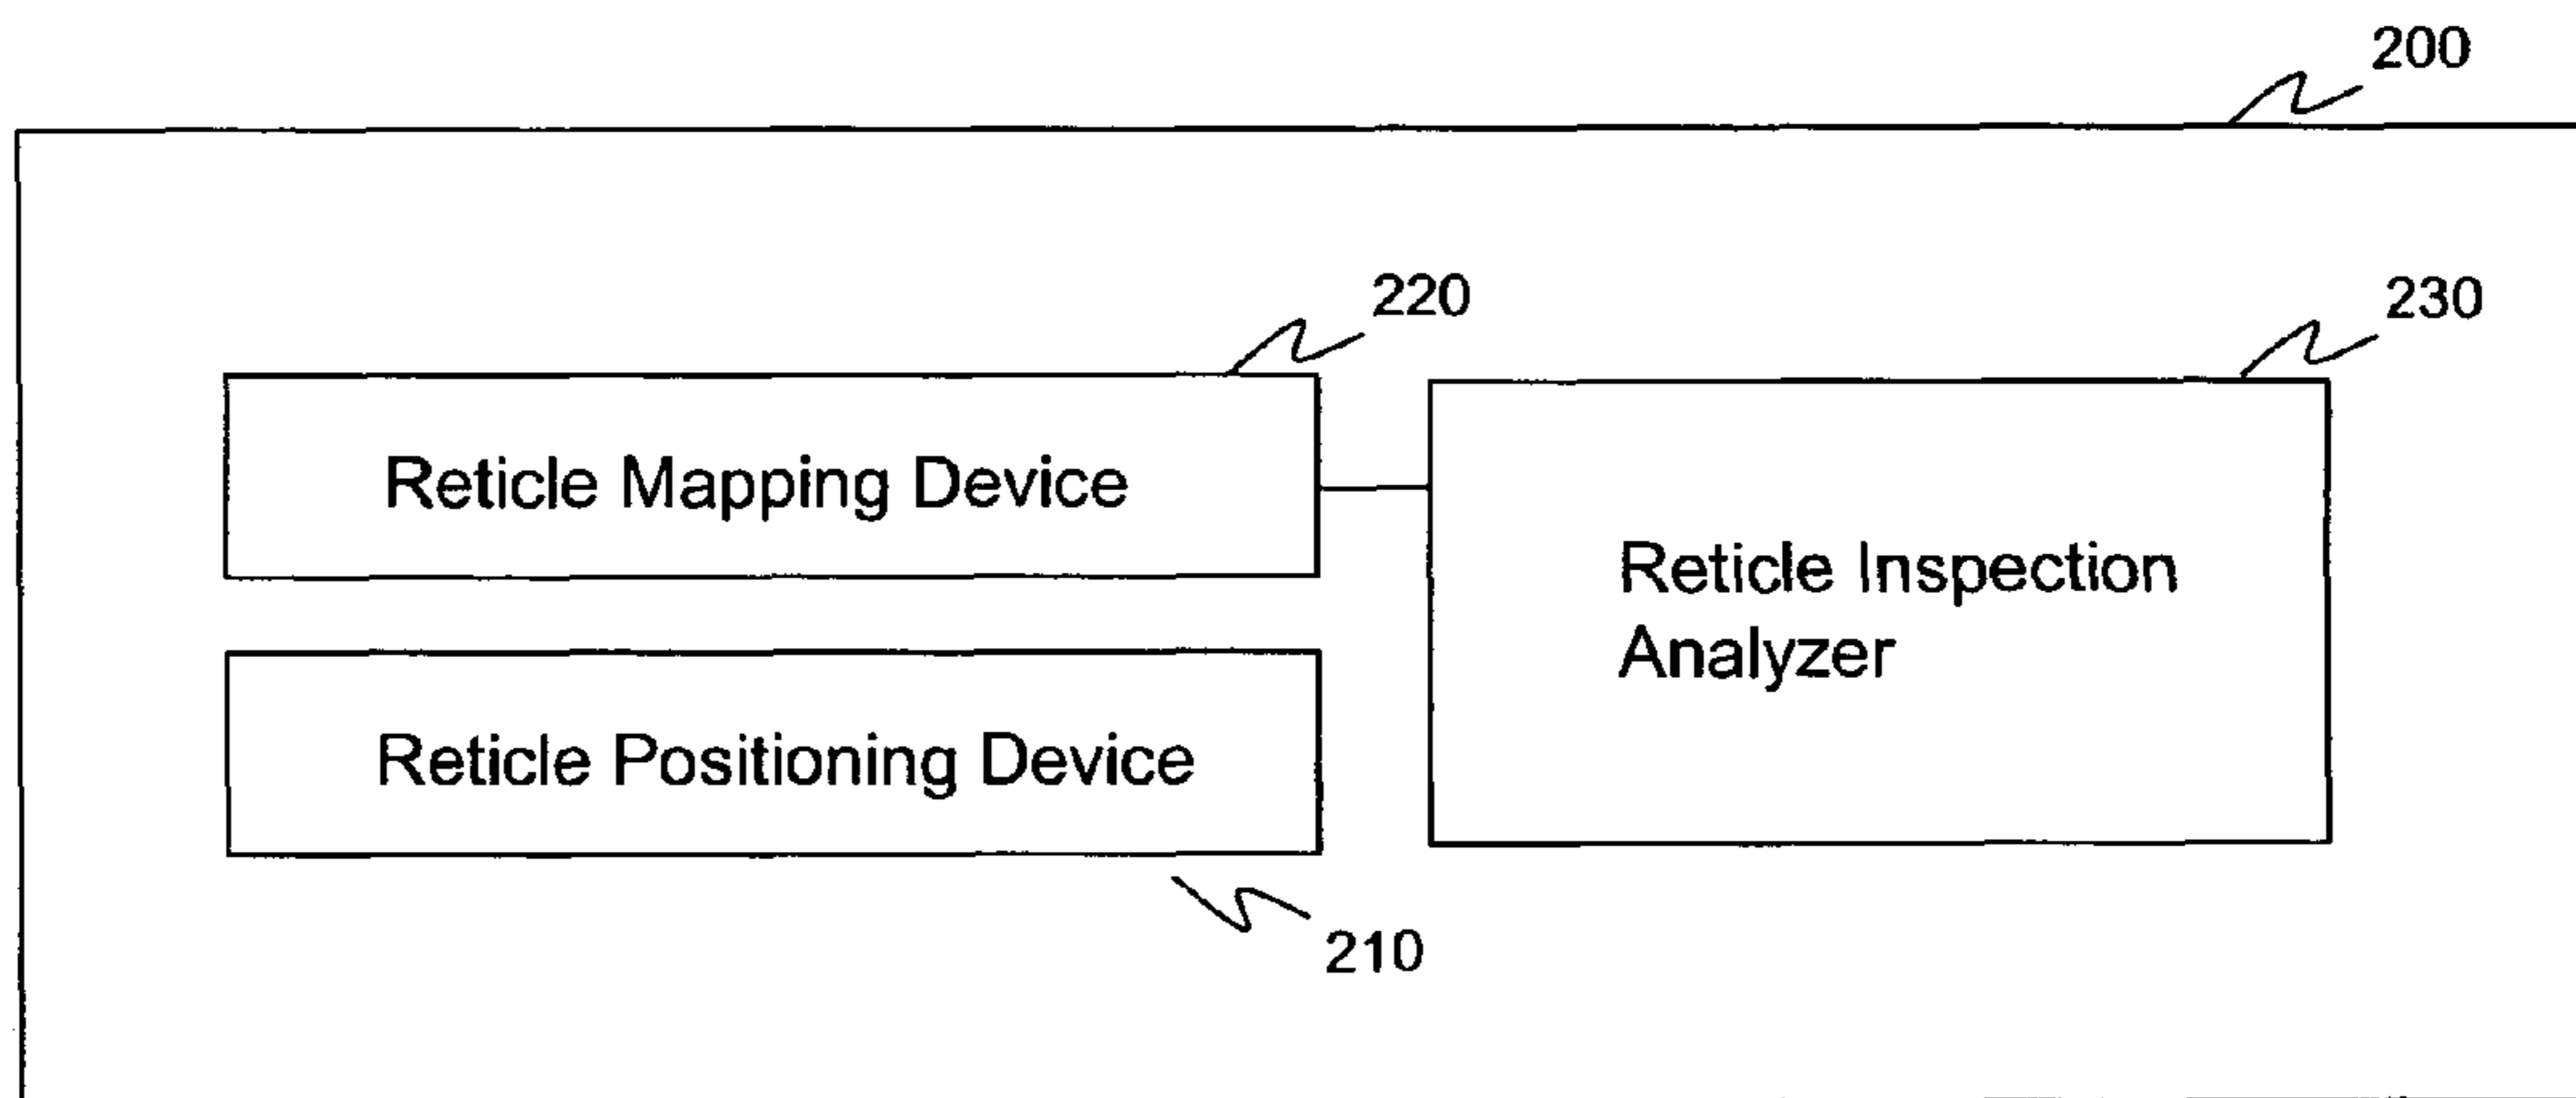 200
220
230
Reticle Mapping Device
Reticle Inspection
Analyzer
Reticle Positioning Device
210